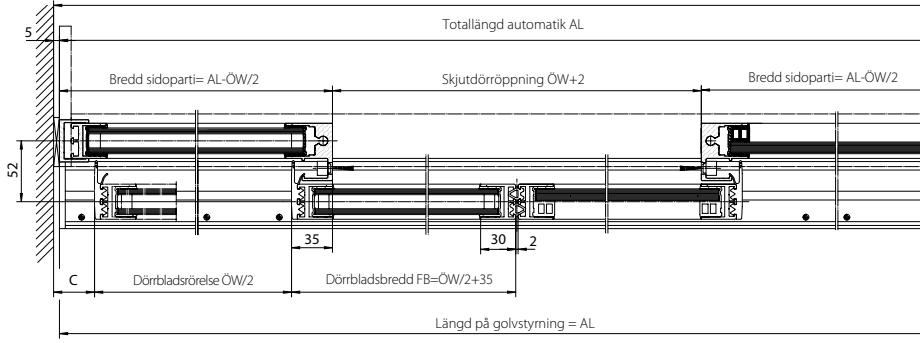 Totallängd automatik AL
5
Bredd sidoparti= AL-ÖW/2
Skjutdörröppning ÖW+2
Bredd sidoparti= AL-ÖW/2
52
35
30
2
C
Dörrbladsrörelse ÖW/2
Dörrbladsbredd FB=ÖW/2+35
Längd på golvstyrning = AL